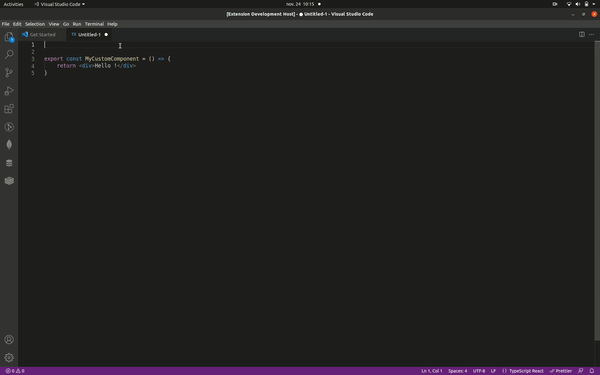 Activities Visual Studio Code nov. 24 10:15
[Extension Development Host] - ● Untitled-1 - Visual Studio Code
File Edit Selection View Go Run Terminal Help
Get Started TS Untitled-1 ●
1
2
3 export const MyCustomComponent = () => {
4 return <div>Hello !</div>
5 }
0 0 Ln 1, Col 1 Spaces: 4 UTF-8 LF {} TypeScript React Prettier